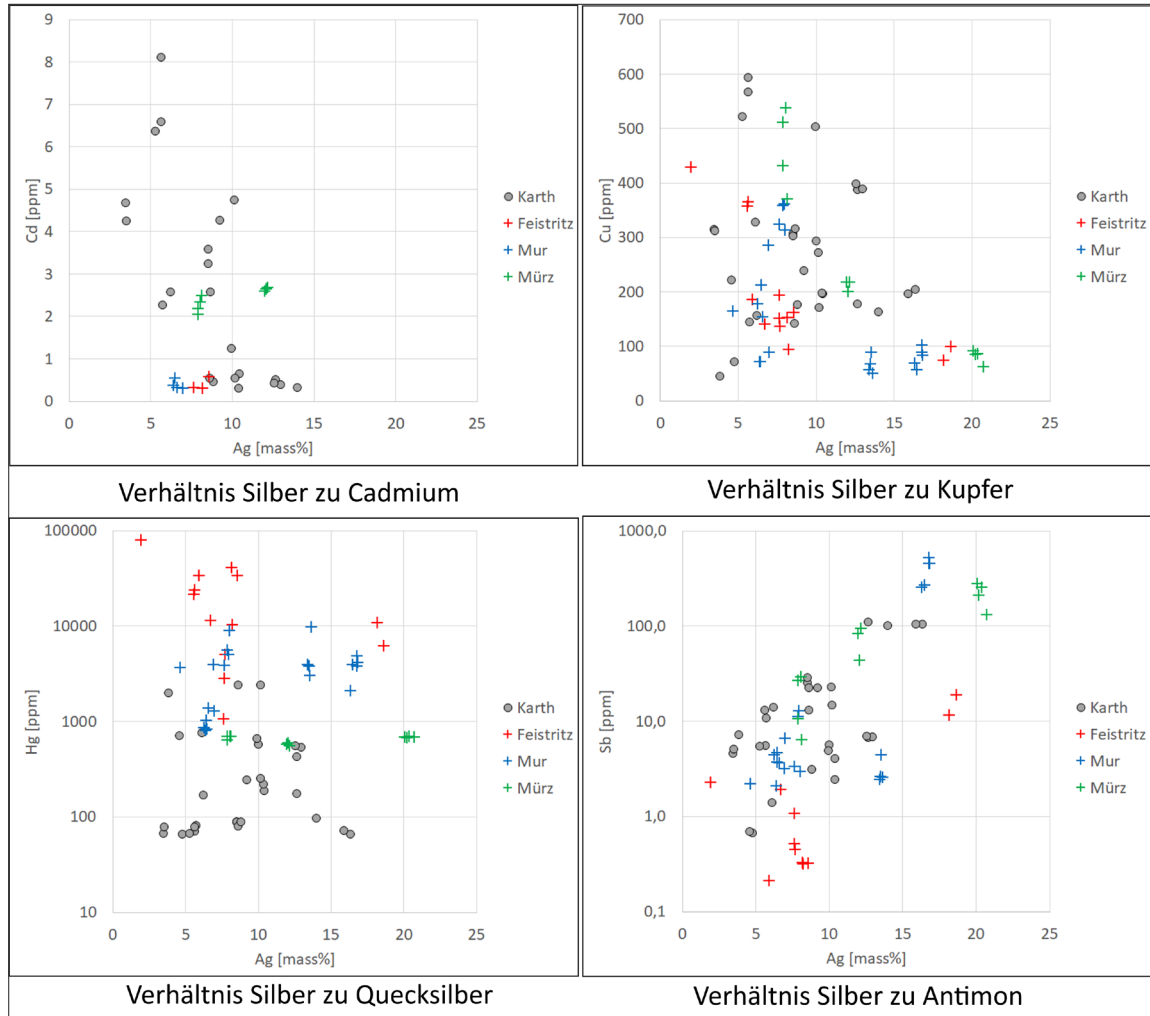 9
8
7
6
5
4
3
2
1
0
Cd [ppm]
0 5 10 15 20 25
Ag [mass%]
Karth
Feistritz
Mur
Mürz
Verhältnis Silber zu Cadmium
700
600
500
400
300
200
100
0
Cu [ppm]
0 5 10 15 20 25
Ag [mass%]
Karth
Feistritz
Mur
Mürz
Verhältnis Silber zu Kupfer
100000
10000
1000
100
10
Hg [ppm]
0 5 10 15 20 25
Ag [mass%]
Karth
Feistritz
Mur
Mürz
Verhältnis Silber zu Quecksilber
1000,0
100,0
10,0
1,0
0,1
Sb [ppm]
0 5 10 15 20 25
Ag [mass%]
Karth
Feistritz
Mur
Mürz
Verhältnis Silber zu Antimon